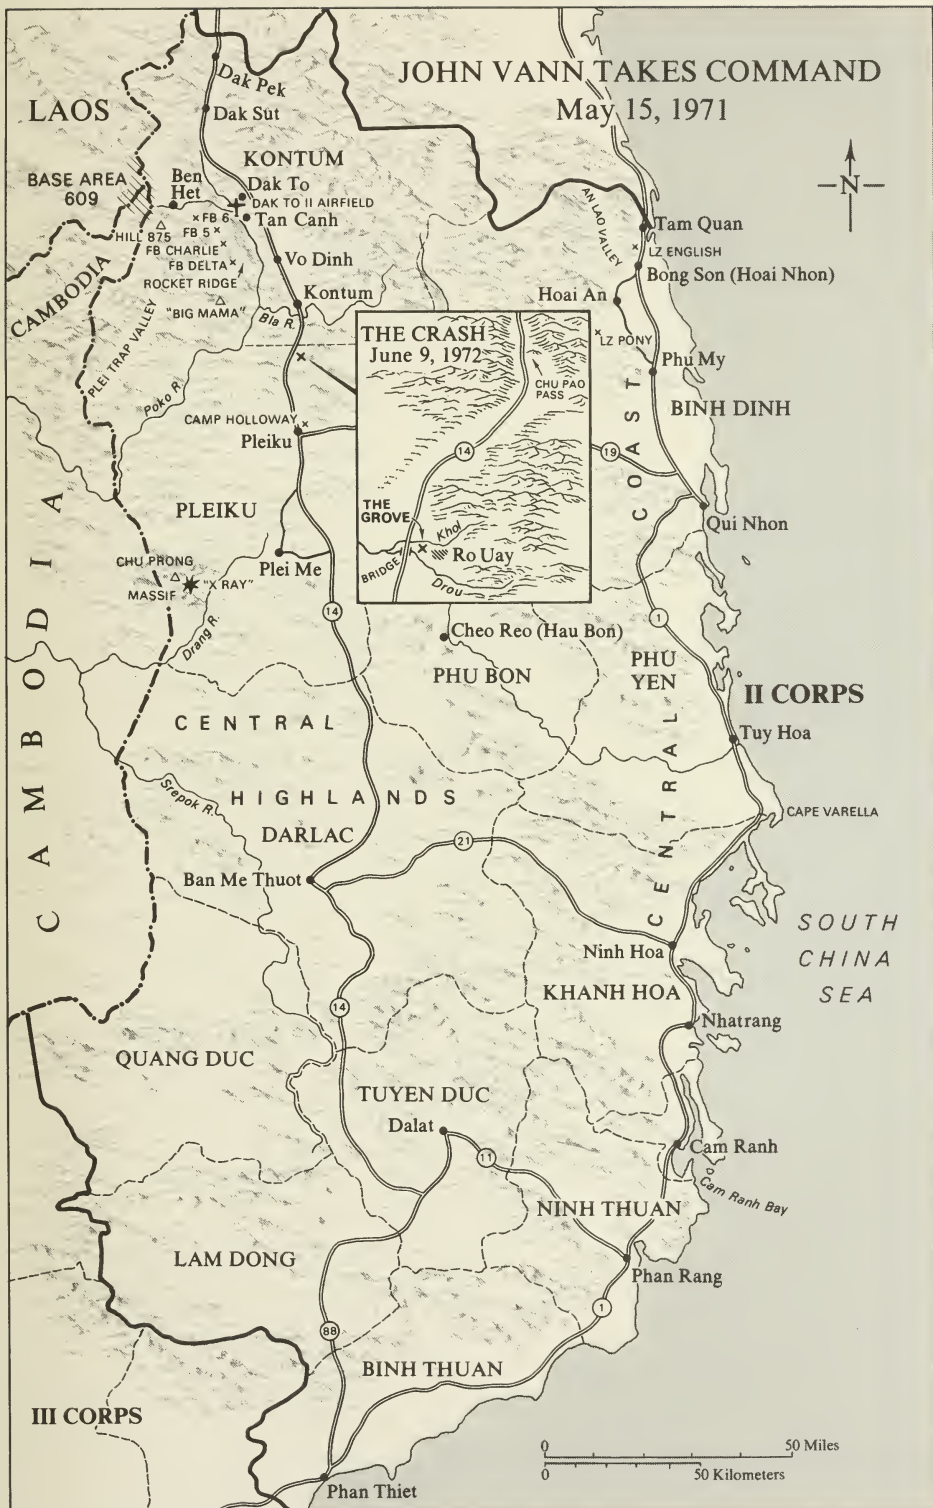 JOHN VANN TAKES COMMAND
May 15, 1971
N
LAOS
Dak Pek
Dak Sut
KONTUM
BASE AREA
609
Ben
Het
Dak To
DAK TO II AIRFIELD
Tan Canh
FB 6
FB 5
HILL 875
FB CHARLIE
FB DELTA
ROCKET RIDGE
"BIG MAMA"
Vo Dinh
Kontum
Bla R.
CAMBODIA
PLEI TRAP VALLEY
Poko R.
AN LAO VALLEY
Tam Quan
LZ ENGLISH
Bong Son (Hoai Nhon)
Hoai An
LZ PONY
Phu My
BINH DINH
THE CRASH
June 9, 1972
CHU PAO
PASS
14
THE
GROVE
Khol
BRIDGE
Ro Uay
Drou
CAMP HOLLOWAY
Pleiku
19
Qui Nhon
PLEIKU
CHU PRONG
MASSIF
"X RAY"
Plei Me
Drang R.
14
1
Cheo Reo (Hau Bon)
PHU BON
PHU
YEN
II CORPS
Tuy Hoa
CAMBODIA
CENTRAL
HIGHLANDS
CENTRAL COAST
Srepok R.
DARLAC
21
CAPE VARELLA
Ban Me Thuot
Ninh Hoa
SOUTH
CHINA
SEA
KHANH HOA
14
Nhatrang
QUANG DUC
TUYEN DUC
Dalat
11
Cam Ranh
Cam Ranh Bay
NINH THUAN
LAM DONG
Phan Rang
1
88
BINH THUAN
III CORPS
Phan Thiet
0 50 Miles
0 50 Kilometers